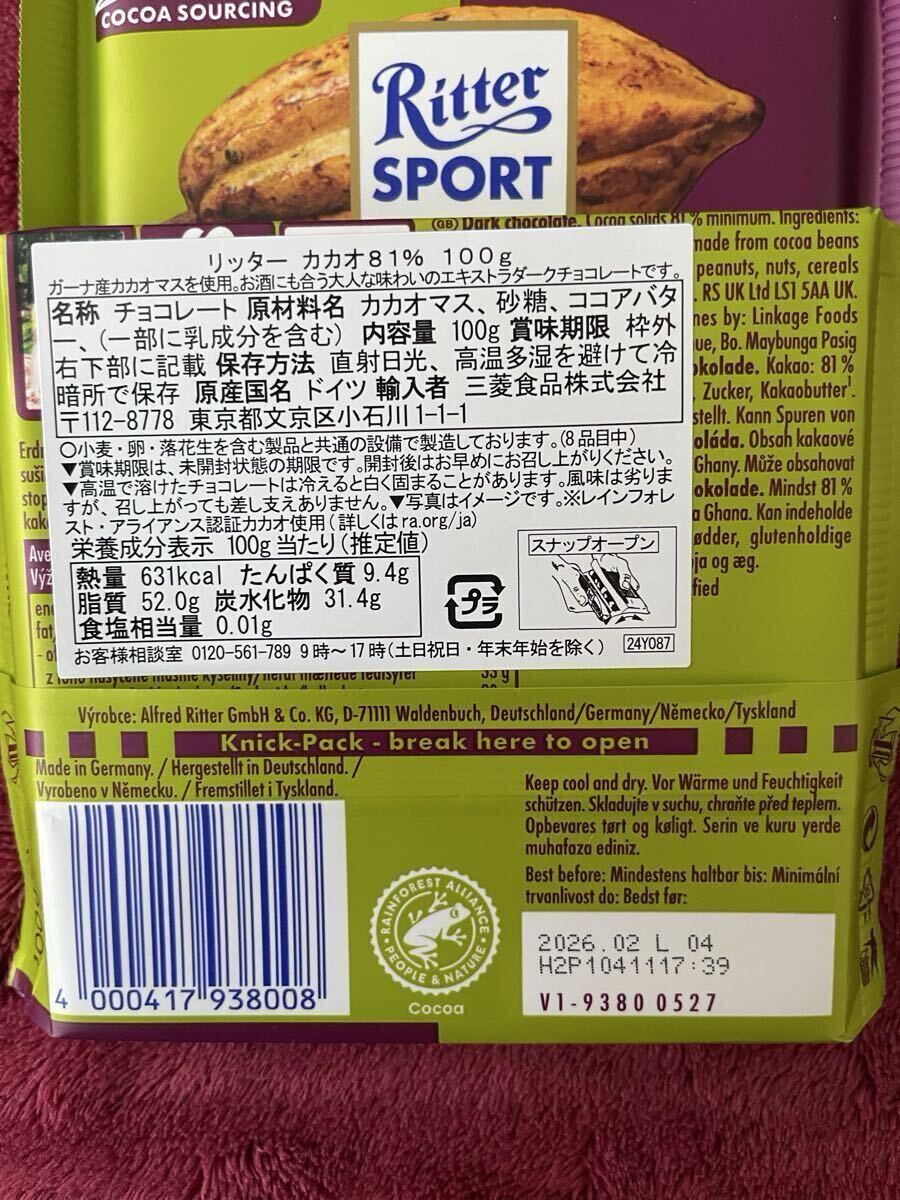 COCOA SOURCING
Ritter
SPORT
(GB) Dark chocolate. Cocoa solids 81 % minimum. Ingredients:
made from cocoa beans
peanuts, nuts, cereals
RS UK Ltd LS1 5AA UK.
by: Linkage Foods
Bo. Maybunga Pasig
Kakao: 81 %
Zucker, Kakaobutter¹.
Kann Spuren von
Obsah kakaové
Ghany. Může obsahovat
Mindst 81 %
Ghana. Kan indeholde
glutenholdige
og æg.
リッター カカオ81% 100g
ガーナ産カカオマスを使用。お酒にも合う大人な味わいのエキストラダークチョコレートです。
名称 チョコレート 原材料名 カカオマス、砂糖、ココアバタ
ー、(一部に乳成分を含む) 内容量 100g 賞味期限 枠外
右下部に記載 保存方法 直射日光、高温多湿を避けて冷
暗所で保存 原産国名 ドイツ 輸入者 三菱食品株式会社
〒112-8778 東京都文京区小石川1-1-1
○小麦・卵・落花生を含む製品と共通の設備で製造しております。(8品目中)
▼賞味期限は、未開封状態の期限です。開封後はお早めにお召し上がりください。
▼高温で溶けたチョコレートは冷えると白く固まることがあります。風味は劣りま
すが、召し上がっても差し支えありません。▼写真はイメージです。※レインフォレ
スト・アライアンス認証カカオ使用(詳しくはra.org/ja)
栄養成分表示 100g当たり(推定値)
熱量 631kcal たんぱく質 9.4g
脂質 52.0g 炭水化物 31.4g
食塩相当量 0.01g
スナップオープン
プラ
お客様相談室 0120-561-789 9時～17時(土日祝日・年末年始を除く) 24Y087
Výrobce: Alfred Ritter GmbH & Co. KG, D-71111 Waldenbuch, Deutschland/Germany/Německo/Tyskland
Knick-Pack - break here to open
Made in Germany. / Hergestellt in Deutschland. /
Vyrobeno v Německu. / Fremstillet i Tyskland.
Keep cool and dry. Vor Wärme und Feuchtigkeit
schützen. Skladujte v suchu, chraňte před teplem.
Opbevares tørt og køligt. Serin ve kuru yerde
muhafaza ediniz.
Best before: Mindestens haltbar bis: Minimální
trvanlivost do: Bedst før:
2026.02 L 04
H2P1041117:39
V1-9380 0527
4 000417 938008
RAINFOREST ALLIANCE
PEOPLE & NATURE
Cocoa